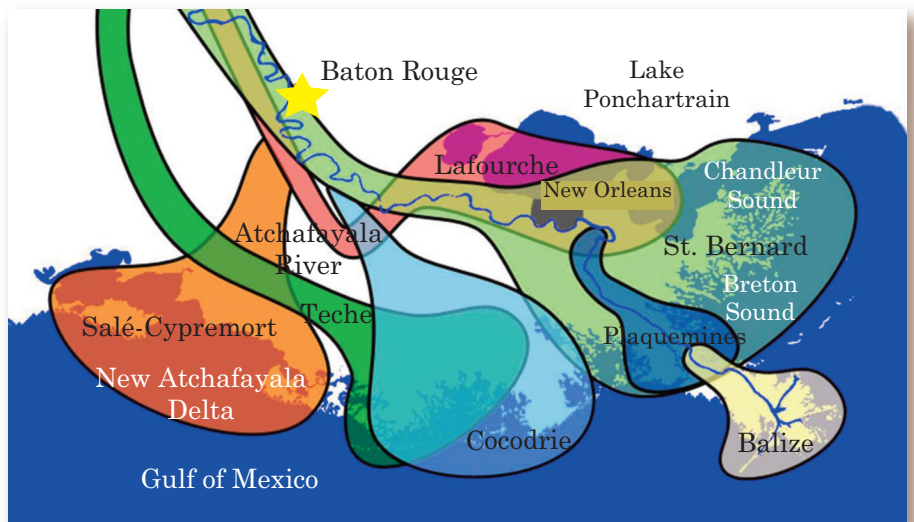 Baton Rouge
Lake
Ponchartrain
Lafourche
New Orleans
Chandleur
Sound
Atchafayala
River
St. Bernard
Breton
Sound
Teche
Salé-Cypremort
Plaquemines
New Atchafayala
Delta
Cocodrie
Balize
Gulf of Mexico